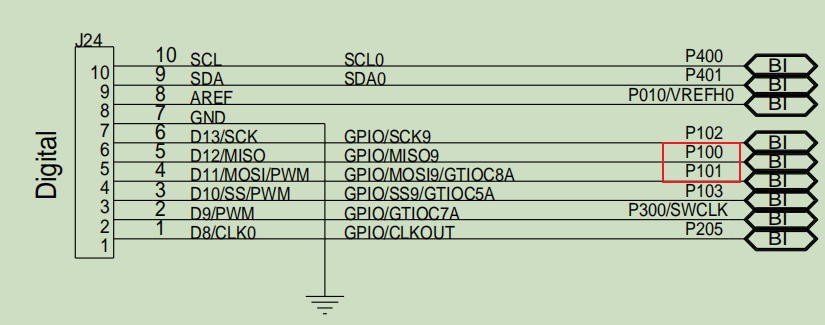 J24
10 SCL SCL0 P400 BI
10
9 SDA SDA0 P401 BI
9
8 AREF P010/VREFH0 BI
8
7 GND
7
6 D13/SCK GPIO/SCK9 P102 BI
6
5 D12/MISO GPIO/MISO9 P100 BI
5
4 D11/MOSI/PWM GPIO/MOSI9/GTIOC8A P101 BI
4
3 D10/SS/PWM GPIO/SS9/GTIOC5A P103 BI
3
2 D9/PWM GPIO/GTIOC7A P300/SWCLK BI
2
1 D8/CLK0 GPIO/CLKOUT P205 BI
1
Digital